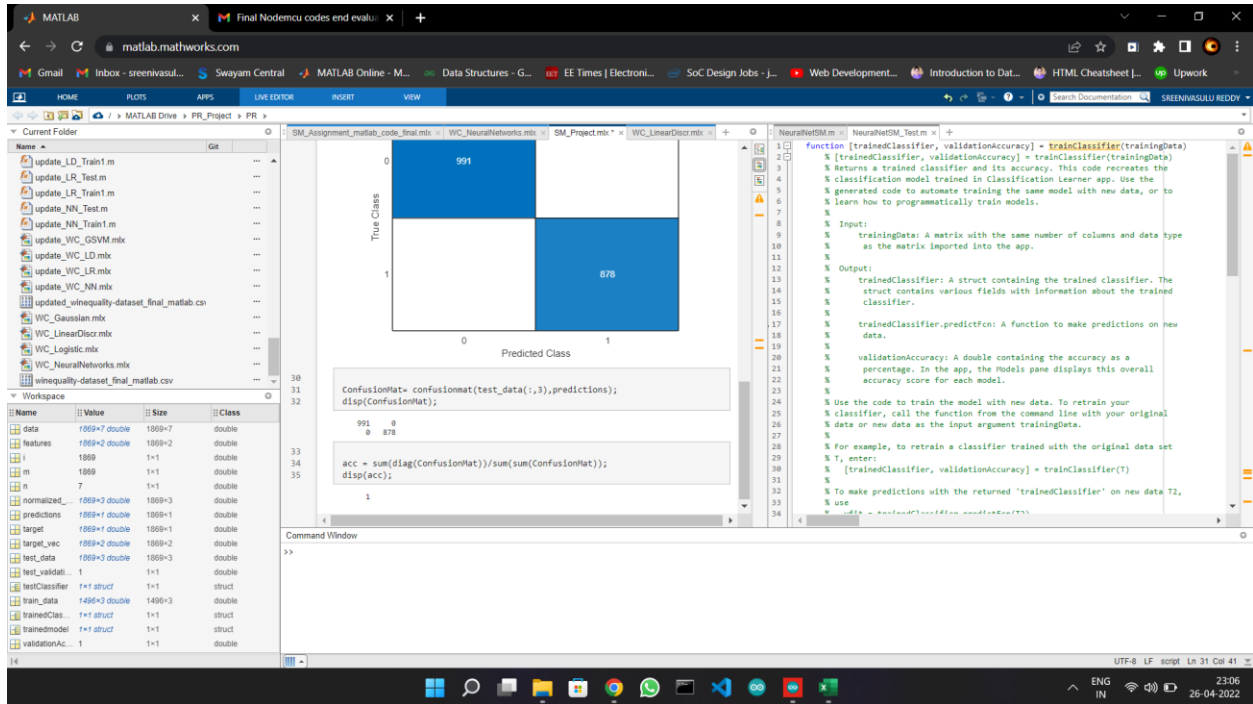 MATLAB
Final Nodemcu codes end evalu
matlab.mathworks.com
Gmail Inbox - sreenivasul... Swayam Central MATLAB Online - M... Data Structures - G... EE Times | Electroni... SoC Design Jobs - j... Web Development... Introduction to Dat... HTML Cheatsheet |... Upwork
HOME PLOTS APPS LIVE EDITOR INSERT VIEW Search Documentation SREENIVASULU REDDY
MATLAB Drive > PR_Project > PR >
Current Folder
Name Git
update_LD_Train1.m
update_LR_Test.m
update_LR_Train1.m
update_NN_Test.m
update_NN_Train1.m
update_WC_GSVM.mlx
update_WC_LD.mlx
update_WC_LR.mlx
update_WC_NN.mlx
updated_winequality-dataset_final_matlab.csv
WC_Gaussian.mlx
WC_LinearDiscr.mlx
WC_Logistic.mlx
WC_NeuralNetworks.mlx
winequality-dataset_final_matlab.csv
Workspace
Name Value Size Class
data 1869×7 double 1869×7 double
features 1869×2 double 1869×2 double
i 1869 1×1 double
m 1869 1×1 double
n 7 1×1 double
normalized_... 1869×3 double 1869×3 double
predictions 1869×1 double 1869×1 double
target 1869×1 double 1869×1 double
target_vec 1869×2 double 1869×2 double
test_data 1869×3 double 1869×3 double
test_validati... 1 1×1 double
testClassifier 1×1 struct 1×1 struct
train_data 1496×3 double 1496×3 double
trainedClas... 1×1 struct 1×1 struct
trainedmodel 1×1 struct 1×1 struct
validationAc... 1 1×1 double
SM_Assignment_matlab_code_final.mlx WC_NeuralNetworks.mlx SM_Project.mlx * WC_LinearDiscr.mlx
0
991
True Class
1
878
0 1
Predicted Class
30
31 ConfusionMat= confusionmat(test_data(:,3),predictions);
32 disp(ConfusionMat);
991 0
0 878
33
34 acc = sum(diag(ConfusionMat))/sum(sum(ConfusionMat));
35 disp(acc);
1
NeuralNetSM.m NeuralNetSM_Test.m
1 function [trainedClassifier, validationAccuracy] = trainClassifier(trainingData)
2 % [trainedClassifier, validationAccuracy] = trainClassifier(trainingData)
3 % Returns a trained classifier and its accuracy. This code recreates the
4 % classification model trained in Classification Learner app. Use the
5 % generated code to automate training the same model with new data, or to
6 % learn how to programmatically train models.
7 %
8 % Input:
9 % trainingData: A matrix with the same number of columns and data type
10 % as the matrix imported into the app.
11 %
12 % Output:
13 % trainedClassifier: A struct containing the trained classifier. The
14 % struct contains various fields with information about the trained
15 % classifier.
16 %
17 % trainedClassifier.predictFcn: A function to make predictions on new
18 % data.
19 %
20 % validationAccuracy: A double containing the accuracy as a
21 % percentage. In the app, the Models pane displays this overall
22 % accuracy score for each model.
23 %
24 % Use the code to train the model with new data. To retrain your
25 % classifier, call the function from the command line with your original
26 % data or new data as the input argument trainingData.
27 %
28 % For example, to retrain a classifier trained with the original data set
29 % T, enter:
30 % [trainedClassifier, validationAccuracy] = trainClassifier(T)
31 %
32 % To make predictions with the returned 'trainedClassifier' on new data T2,
33 % use
34 % yfit = trainedClassifier.predictFcn(T2)
Command Window
>>
UTF-8 LF script Ln 31 Col 41
ENG
IN
23:06
26-04-2022